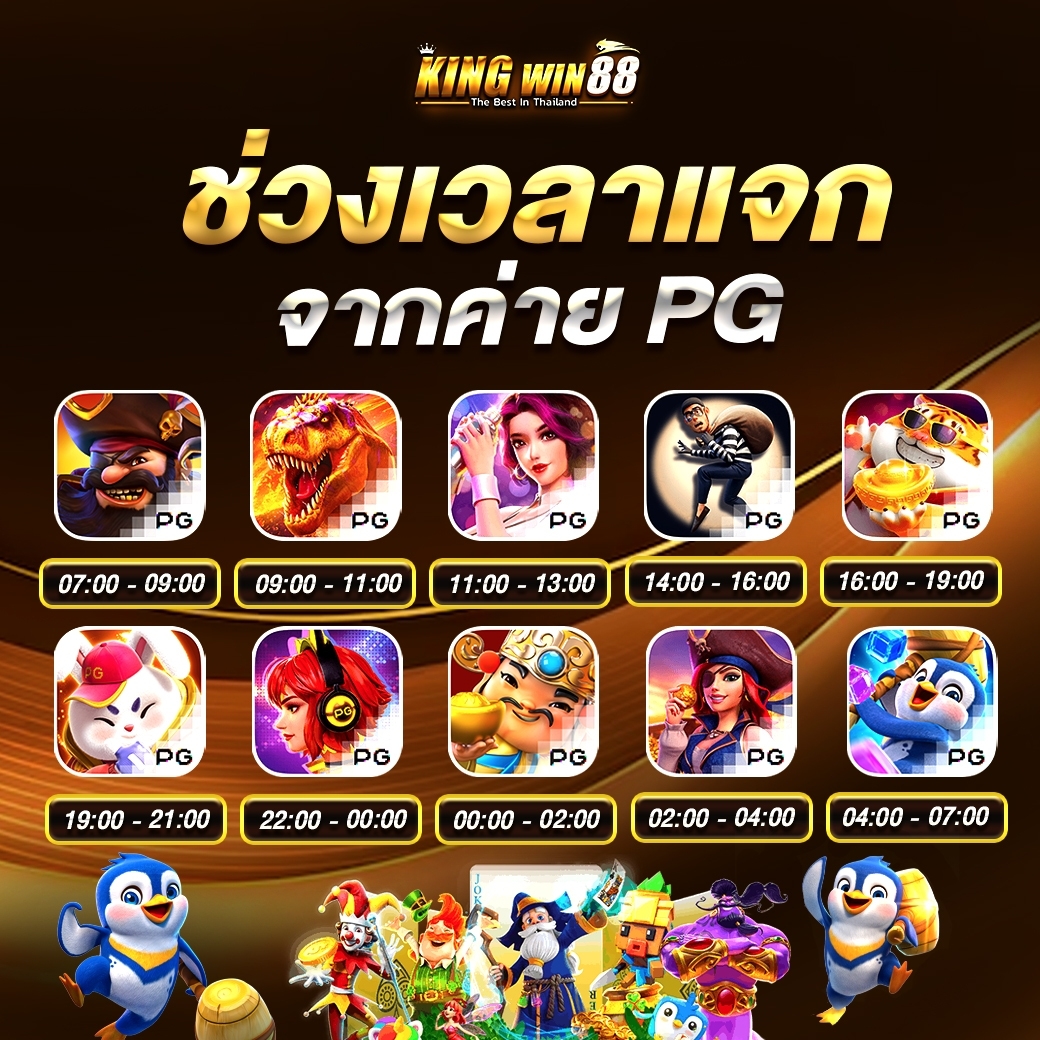 KING WIN 88
The Best In Thailand
ช่วงเวลาแจก
จากค่าย PG
PG PG PG PG PG
07:00 - 09:00 09:00 - 11:00 11:00 - 13:00 14:00 - 16:00 16:00 - 19:00
PG PG
PG PG PG PG PG
19:00 - 21:00 22:00 - 00:00 00:00 - 02:00 02:00 - 04:00 04:00 - 07:00